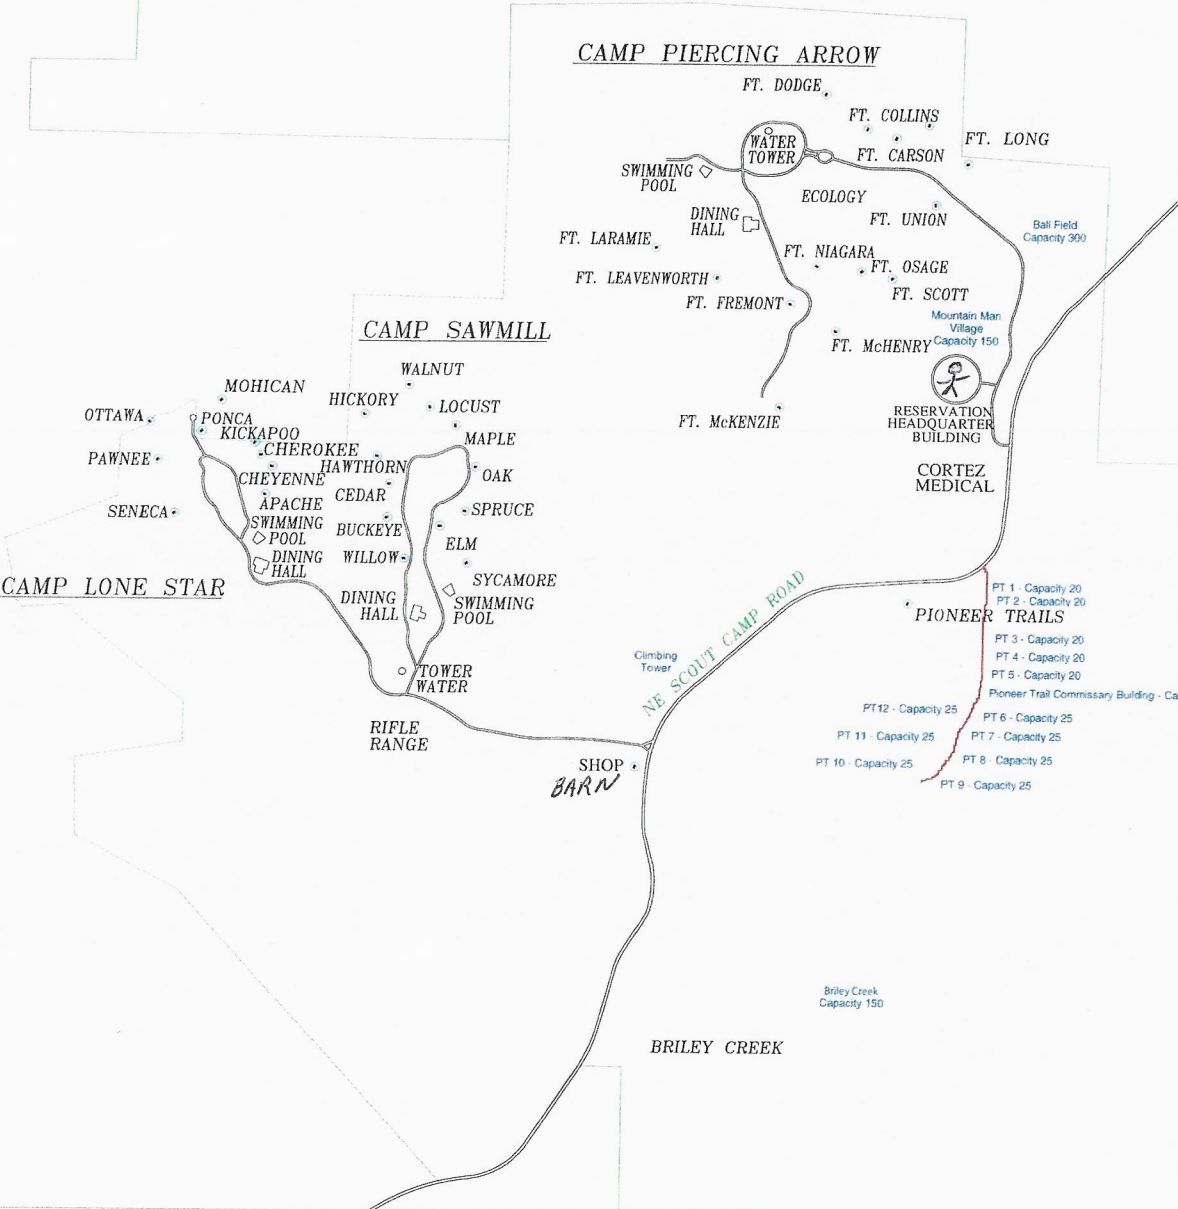 CAMP PIERCING ARROW
FT. DODGE
FT. COLLINS
FT. LONG
WATER
TOWER
FT. CARSON
SWIMMING
POOL
ECOLOGY
DINING
HALL
FT. UNION
Ball Field
Capacity 300
FT. LARAMIE
FT. NIAGARA
FT. OSAGE
FT. LEAVENWORTH
FT. SCOTT
FT. FREMONT
Mountain Man
Village
Capacity 150
FT. McHENRY
RESERVATION
HEADQUARTER
BUILDING
FT. McKENZIE
CORTEZ
MEDICAL
CAMP SAWMILL
WALNUT
HICKORY
LOCUST
MAPLE
HAWTHORN
OAK
CEDAR
SPRUCE
BUCKEYE
ELM
WILLOW
SYCAMORE
DINING
HALL
SWIMMING
POOL
TOWER
WATER
RIFLE
RANGE
MOHICAN
OTTAWA
PONCA
KICKAPOO
CHEROKEE
PAWNEE
CHEYENNE
APACHE
SENECA
SWIMMING
POOL
DINING
HALL
CAMP LONE STAR
NE SCOUT CAMP ROAD
Climbing
Tower
SHOP
BARN
PT 1 - Capacity 20
PT 2 - Capacity 20
PIONEER TRAILS
PT 3 - Capacity 20
PT 4 - Capacity 20
PT 5 - Capacity 20
Pioneer Trail Commissary Building - Ca
PT12 - Capacity 25
PT 6 - Capacity 25
PT 11 - Capacity 25
PT 7 - Capacity 25
PT 10 - Capacity 25
PT 8 - Capacity 25
PT 9 - Capacity 25
Briley Creek
Capacity 150
BRILEY CREEK